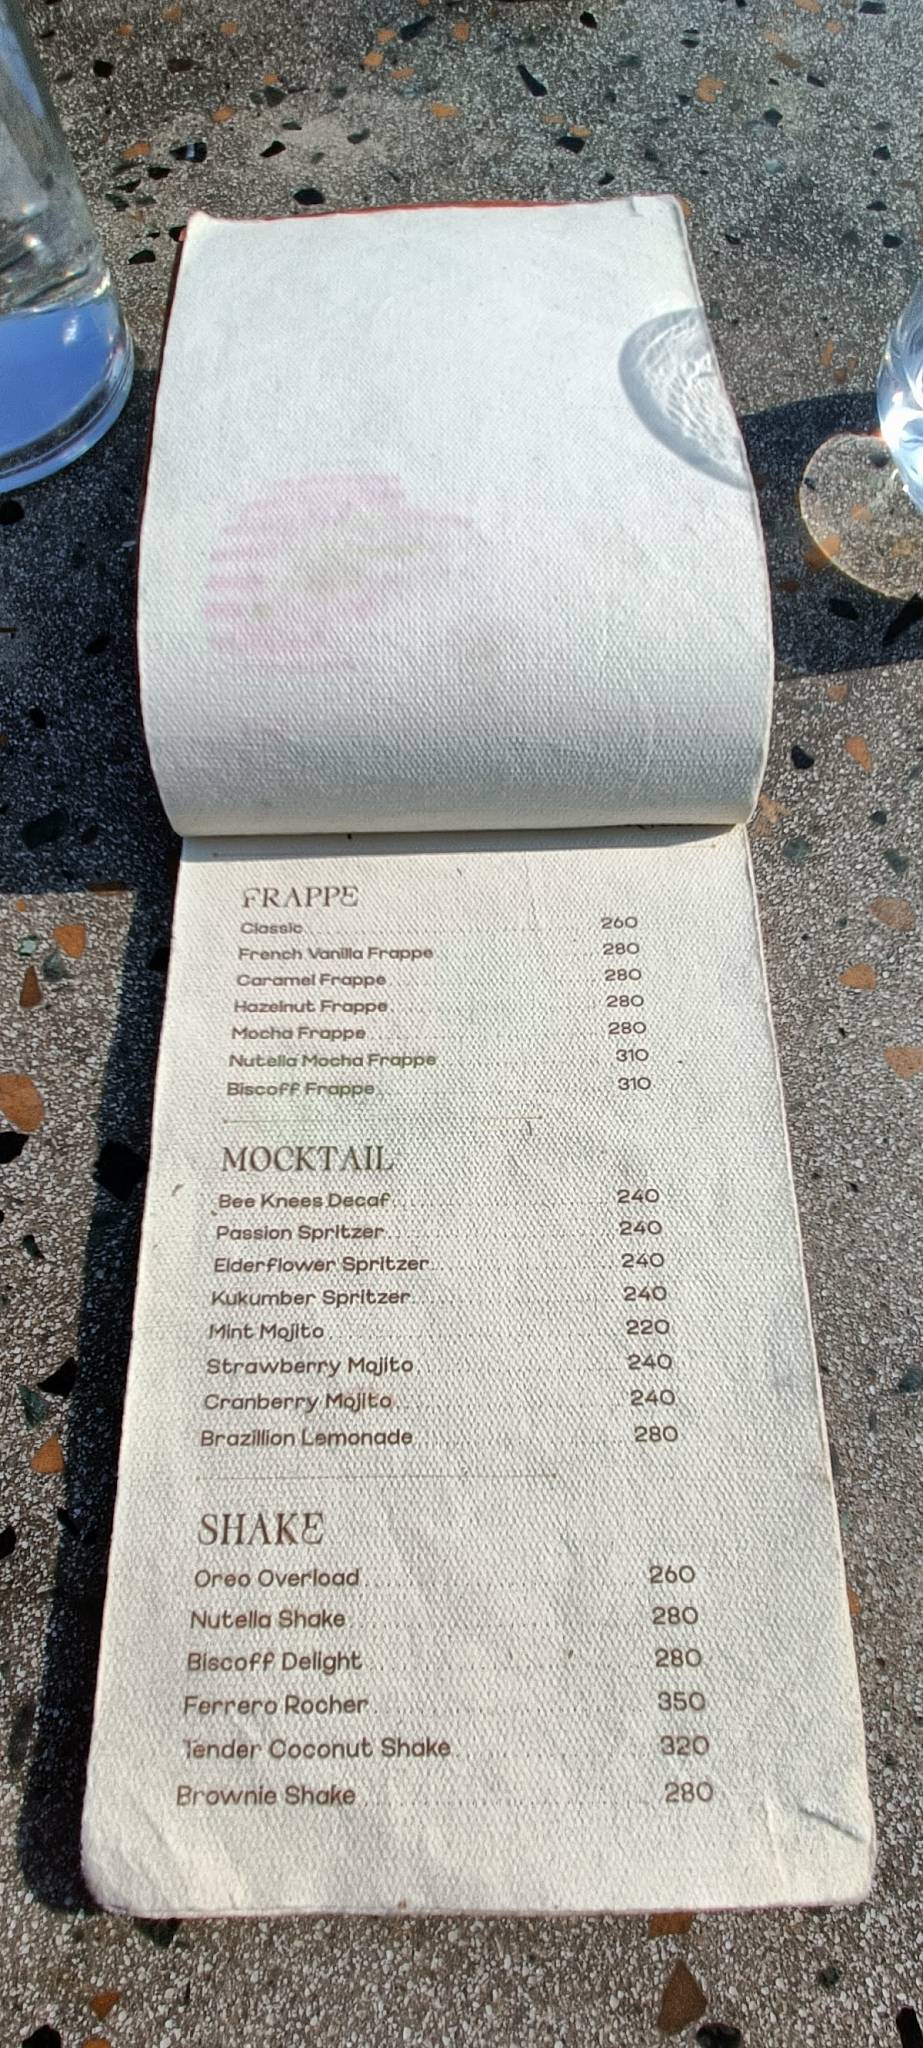 FRAPPE
Classic 260
French Vanilla Frappe 280
Caramel Frappe 280
Hazelnut Frappe 280
Mocha Frappe 280
Nutella Mocha Frappe 310
Biscoff Frappe 310
MOCKTAIL
Bee Knees Decaf 240
Passion Spritzer 240
Elderflower Spritzer 240
Kukumber Spritzer 240
Mint Mojito 220
Strawberry Mojito 240
Cranberry Mojito 240
Brazillion Lemonade 280
SHAKE
Oreo Overload 260
Nutella Shake 280
Biscoff Delight 280
Ferrero Rocher 350
Tender Coconut Shake 320
Brownie Shake 280